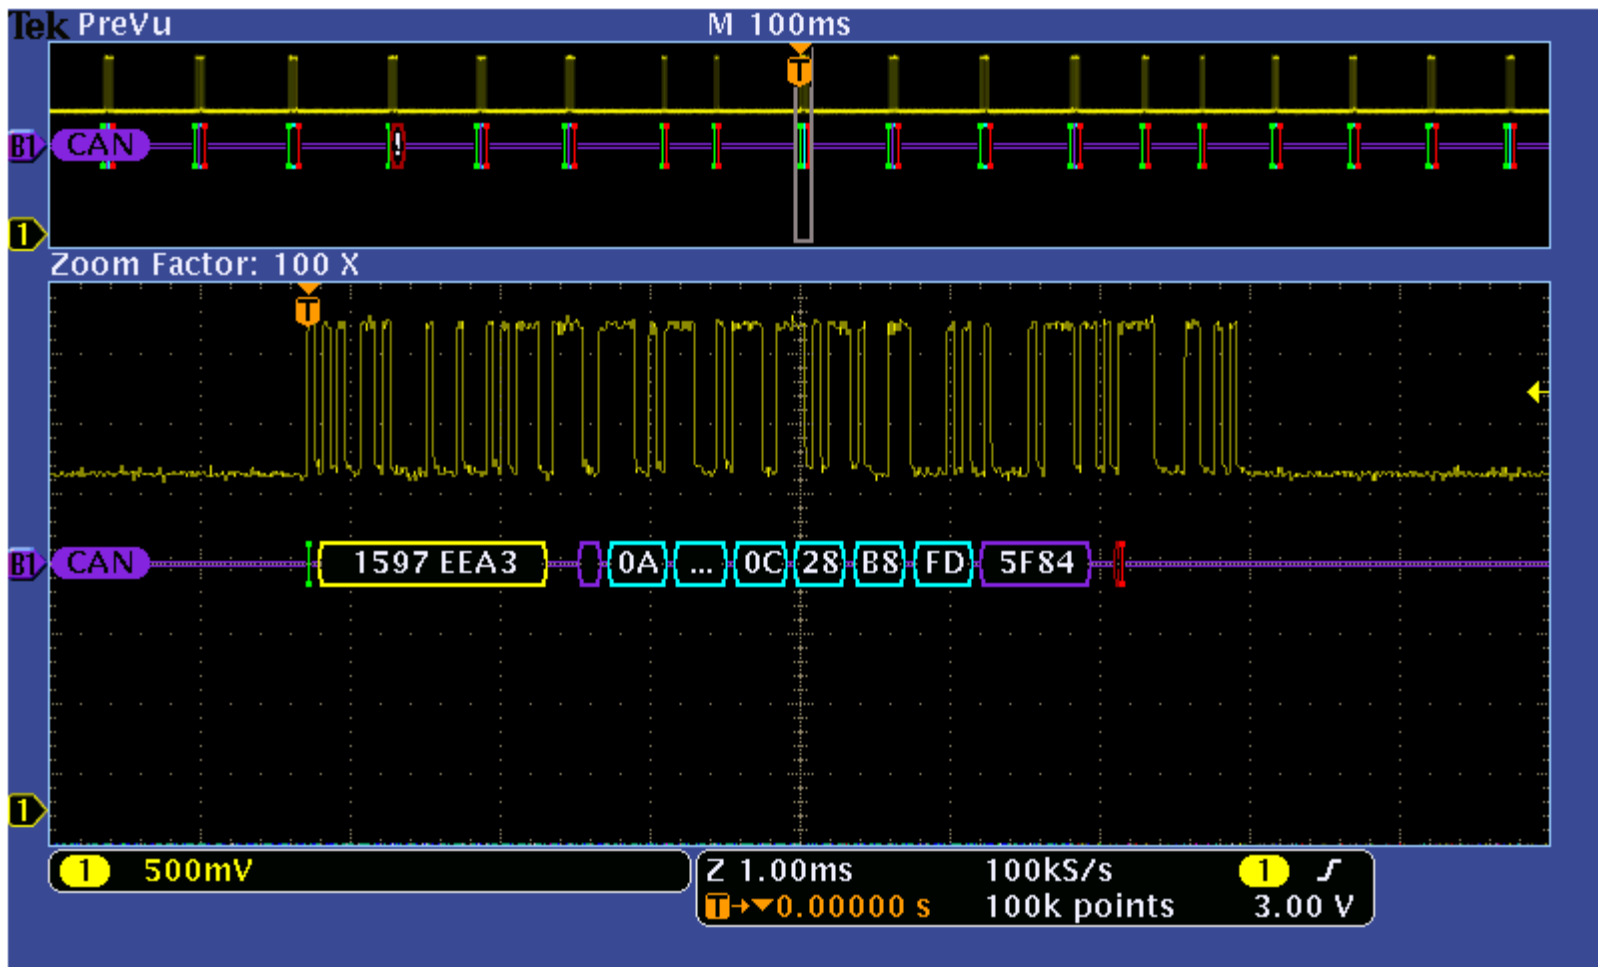 Tek PreVu M 100ms
T
B1 CAN !
1
Zoom Factor: 100 X
T
B1 CAN 1597 EEA3 0A ... 0C 28 B8 FD 5F84
1
1 500mV Z 1.00ms 100kS/s 1
T→▼0.00000 s 100k points 3.00 V